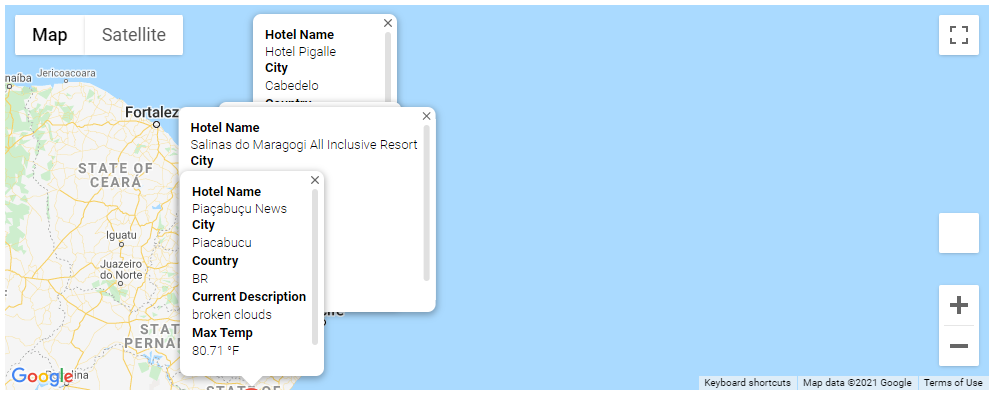 Map
Satellite
Jericoacoara
naíba
Fortalez
STATE OF
CEARÁ
Iguatu
Juazeiro
do Norte
STAT
PERNAM
Hotel Name
Hotel Pigalle
City
Cabedelo
Country
Hotel Name
Salinas do Maragogi All Inclusive Resort
City
Hotel Name
Piaçabuçu News
City
Piacabucu
Country
BR
Current Description
broken clouds
Max Temp
80.71 °F
STATE OF
Google
Keyboard shortcuts
Map data ©2021 Google
Terms of Use